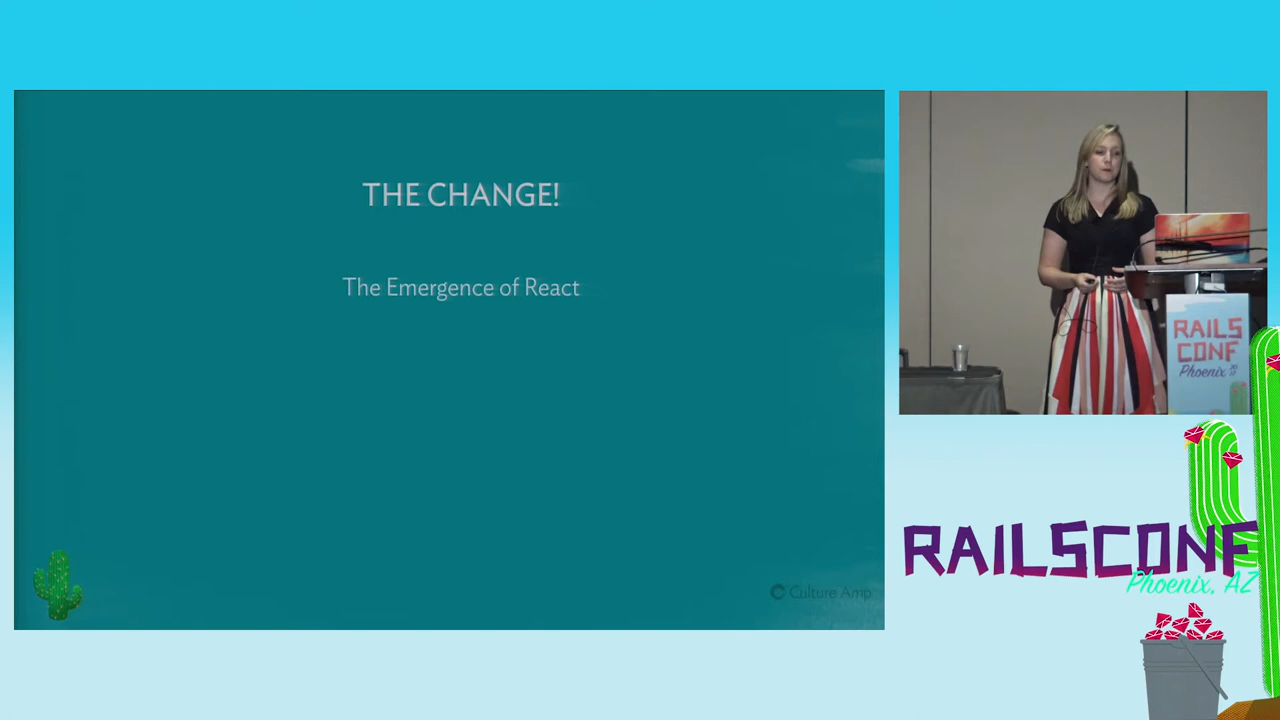 THE CHANGE!
The Emergence of React
Culture Amp
RAILS
CONF
Phoenix
RAILSCONF
Phoenix, AZ